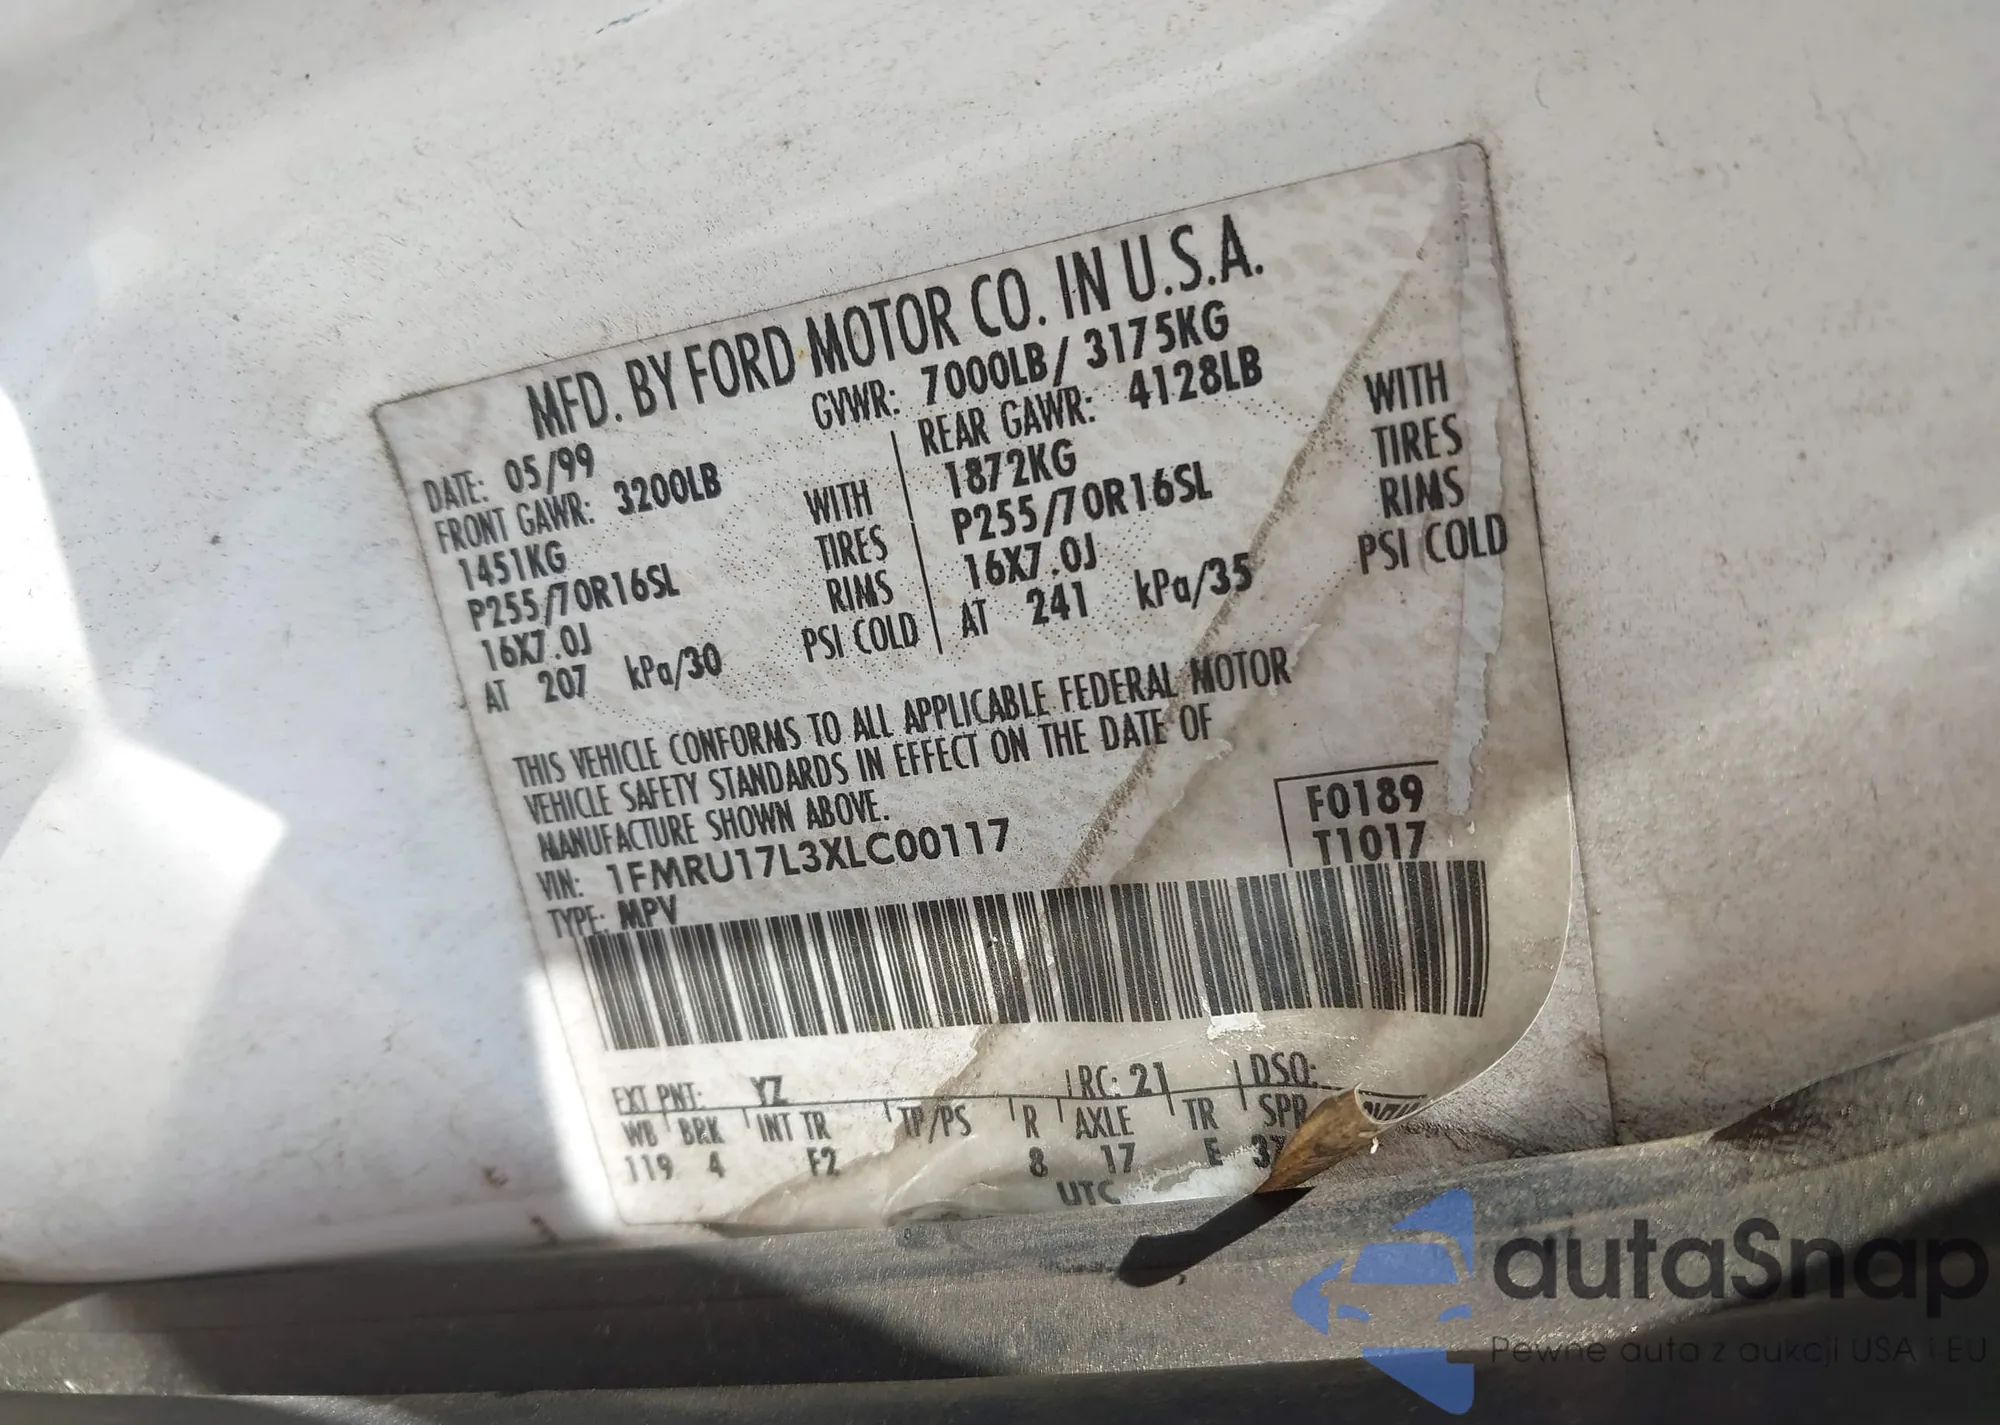 MFD. BY FORD MOTOR CO. IN U.S.A.
DATE: 05/99 GVWR: 7000LB/ 3175KG
FRONT GAWR: 3200LB REAR GAWR: 4128LB
1451KG WITH 1872KG WITH
P255/70R16SL TIRES P255/70R16SL TIRES
16X7.0J RIMS 16X7.0J RIMS
AT 207 kPa/30 PSI COLD AT 241 kPa/35 PSI COLD
THIS VEHICLE CONFORMS TO ALL APPLICABLE FEDERAL MOTOR
VEHICLE SAFETY STANDARDS IN EFFECT ON THE DATE OF
MANUFACTURE SHOWN ABOVE.
VIN: 1FMRU17L3XLC00117 F0189
TYPE: MPV T1017
EXT PNT: YZ RC: 21 DSO:
WB BRK INT TR TP/PS R AXLE TR SPR
119 4 F2 8 17 E
UTC
autaSnap
Pewne auta z aukcji USA i EU